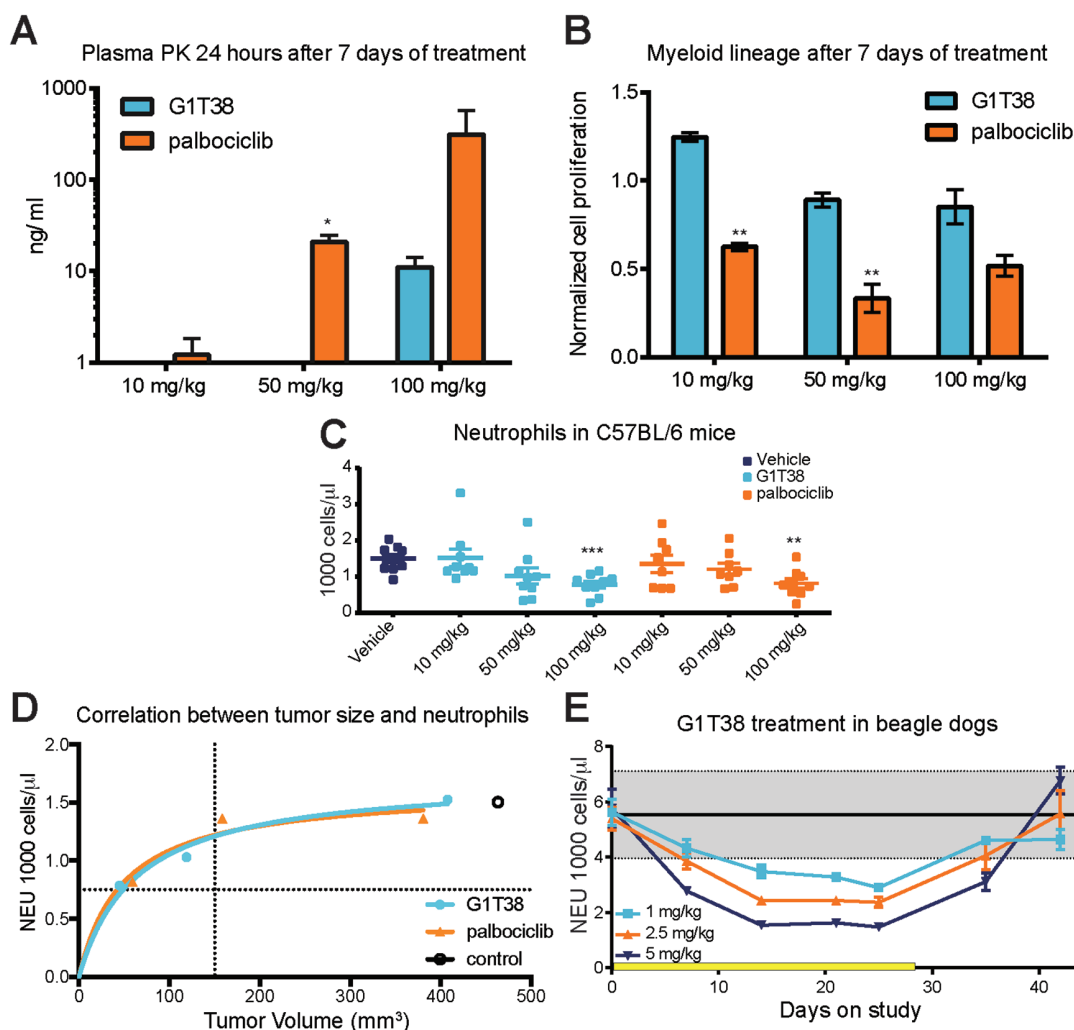 A
Plasma PK 24 hours after 7 days of treatment
1000
100
10
1
ng/ml
G1T38
palbociclib
*
10 mg/kg
50 mg/kg
100 mg/kg
B
Myeloid lineage after 7 days of treatment
1.5
1.0
0.5
0.0
Normalized cell proliferation
G1T38
palbociclib
**
**
10 mg/kg
50 mg/kg
100 mg/kg
C
Neutrophils in C57BL/6 mice
4
3
2
1
0
1000 cells/µl
Vehicle
G1T38
palbociclib
***
**
Vehicle
10 mg/kg
50 mg/kg
100 mg/kg
10 mg/kg
50 mg/kg
100 mg/kg
D
Correlation between tumor size and neutrophils
2.0
1.5
1.0
0.5
0.0
NEU 1000 cells/µl
G1T38
palbociclib
control
0
100
200
300
400
500
Tumor Volume (mm³)
E
G1T38 treatment in beagle dogs
8
6
4
2
0
NEU 1000 cells/µl
1 mg/kg
2.5 mg/kg
5 mg/kg
0
10
20
30
40
Days on study